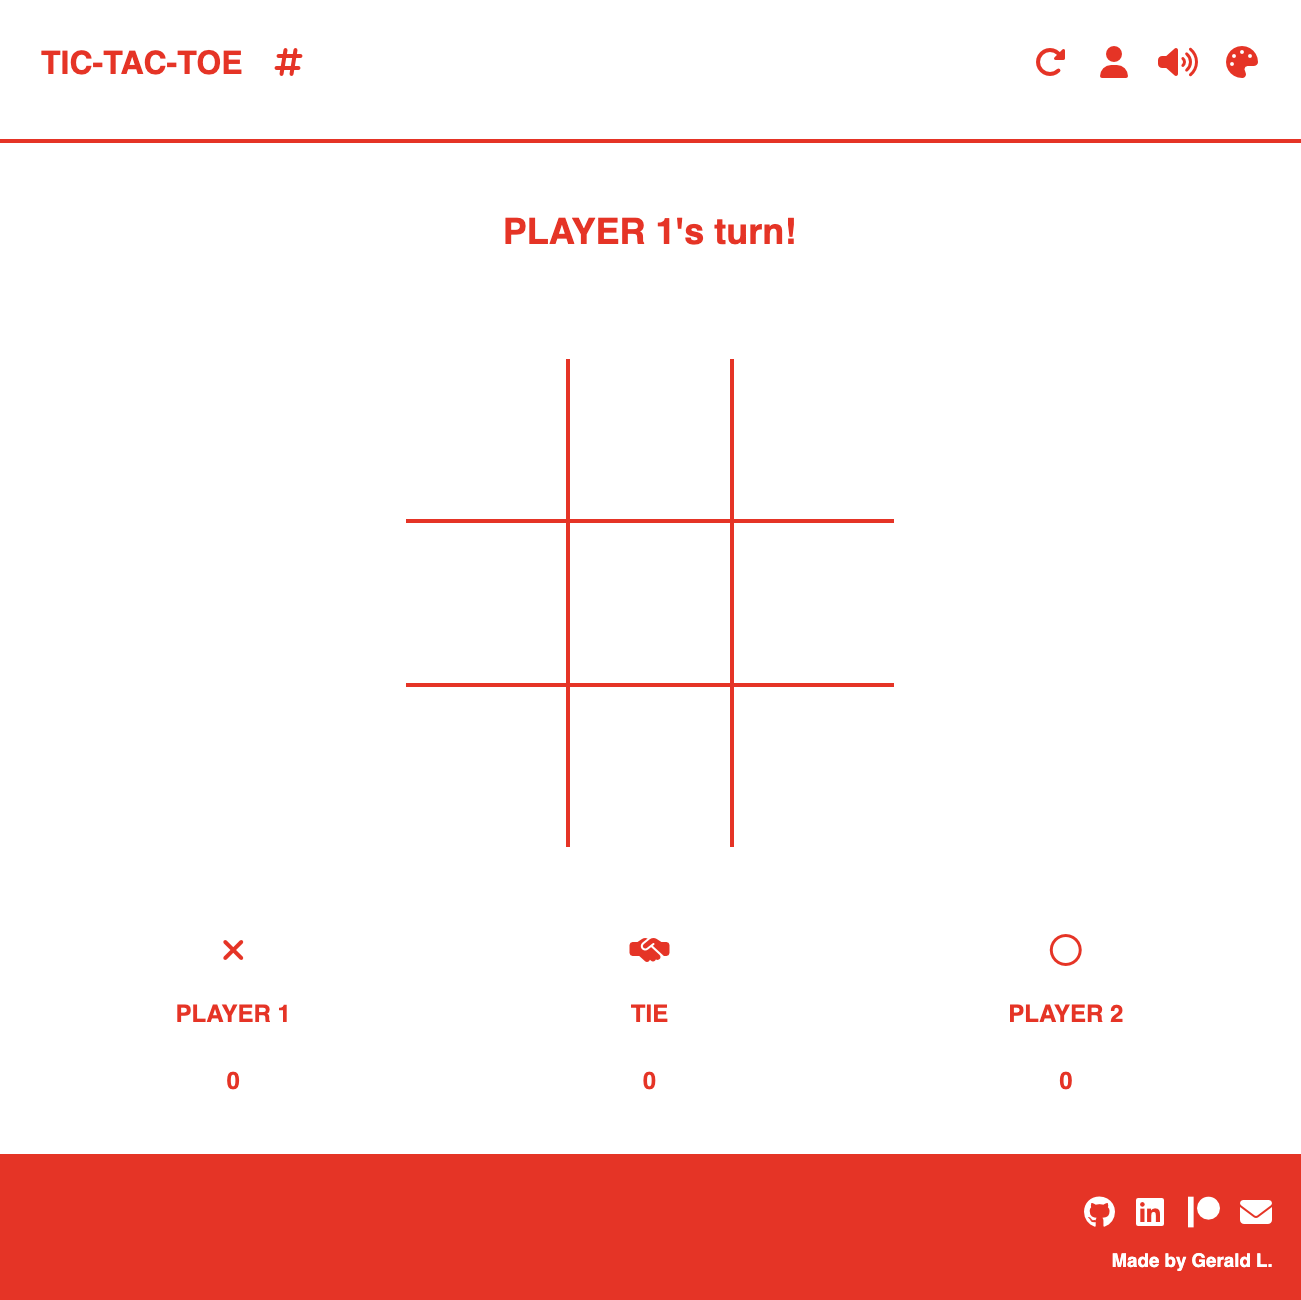 TIC-TAC-TOE #
PLAYER 1's turn!
PLAYER 1
TIE
PLAYER 2
0
0
0
Made by Gerald L.